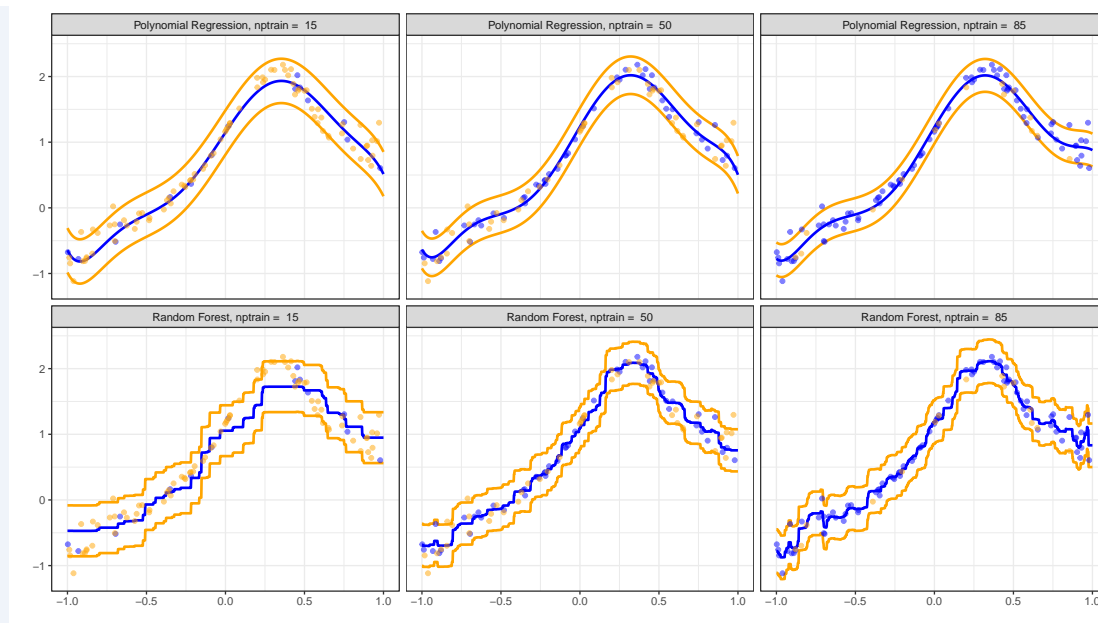 Polynomial Regression, nptrain = 15
Polynomial Regression, nptrain = 50
Polynomial Regression, nptrain = 85
2
1
0
−1
Random Forest, nptrain = 15
Random Forest, nptrain = 50
Random Forest, nptrain = 85
2
1
0
−1
−1.0 −0.5 0.0 0.5 1.0
−1.0 −0.5 0.0 0.5 1.0
−1.0 −0.5 0.0 0.5 1.0